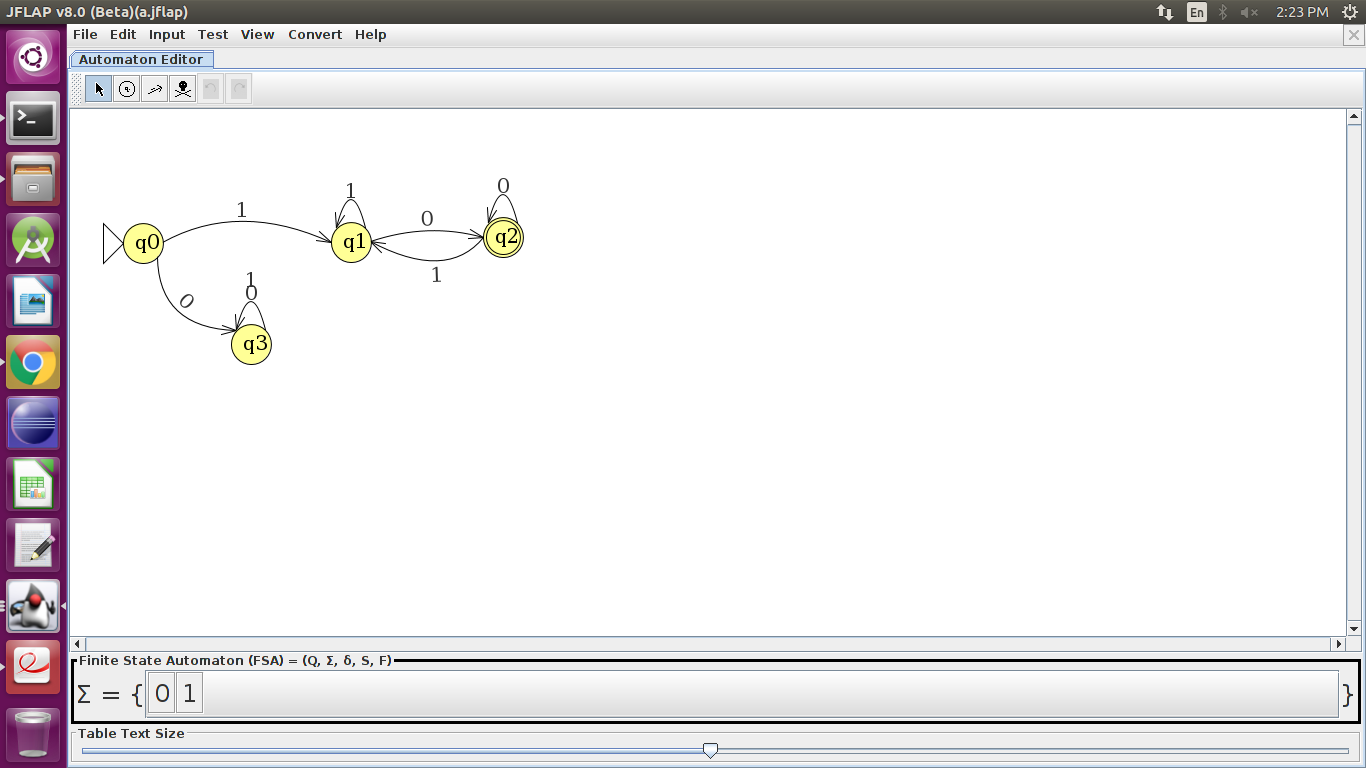 JFLAP v8.0 (Beta)(a.jflap)
En
2:23 PM
File Edit Input Test View Convert Help
Automaton Editor
1
1
0
0
q0
q1
q2
1
0
1
0
q3
Finite State Automaton (FSA) = (Q, Σ, δ, S, F)
Σ = { 0 1 }
Table Text Size